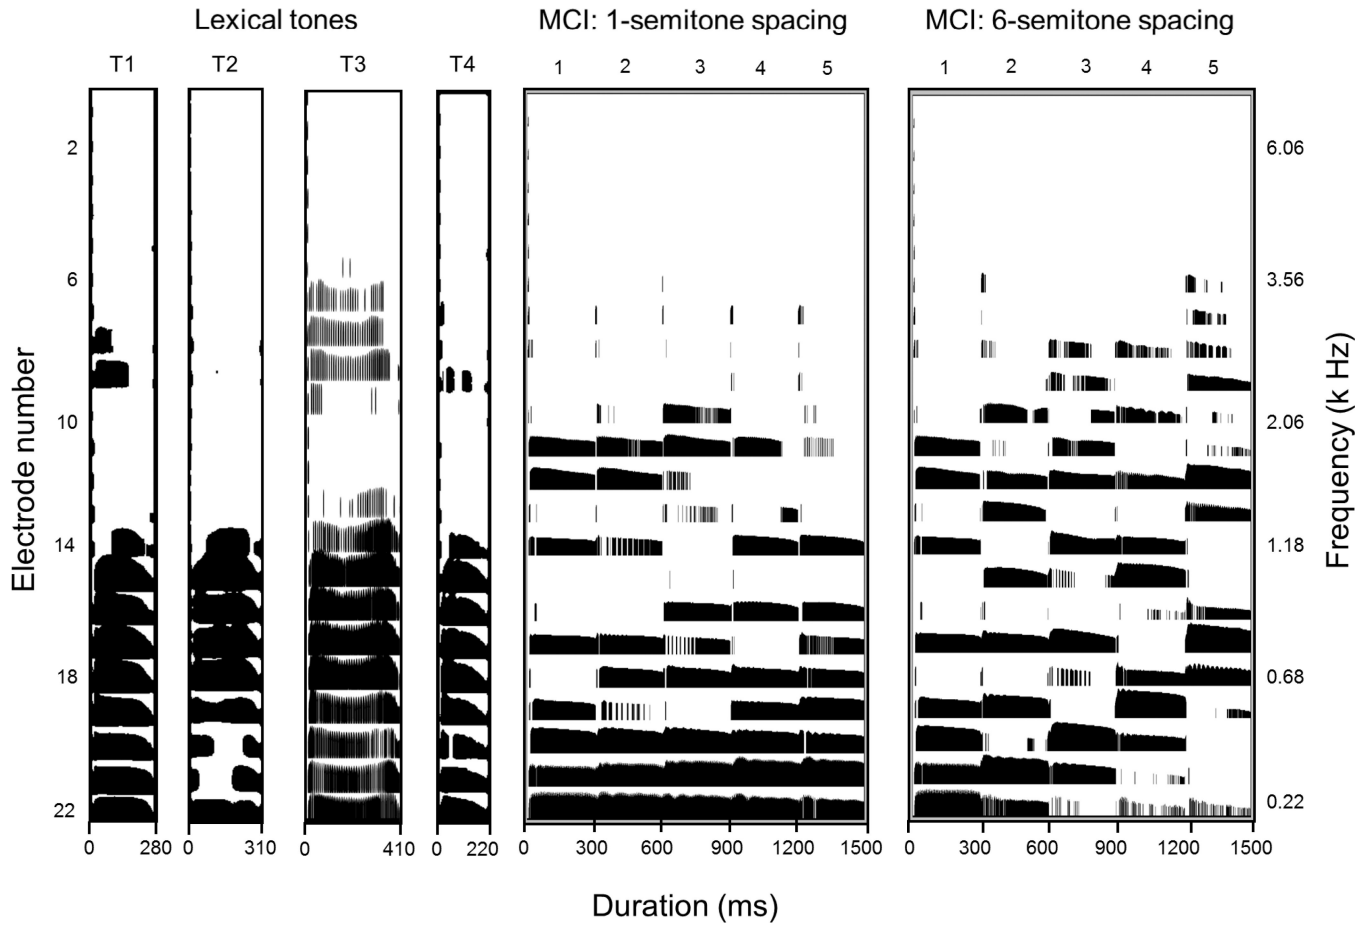 Lexical tones MCI: 1-semitone spacing MCI: 6-semitone spacing
T1 T2 T3 T4 1 2 3 4 5 1 2 3 4 5
2 6.06
6 3.56
10 2.06
14 1.18
18 0.68
22 0.22
Electrode number
Frequency (k Hz)
0 280 0 310 0 410 0 220 0 300 600 900 1200 1500 0 300 600 900 1200 1500
Duration (ms)